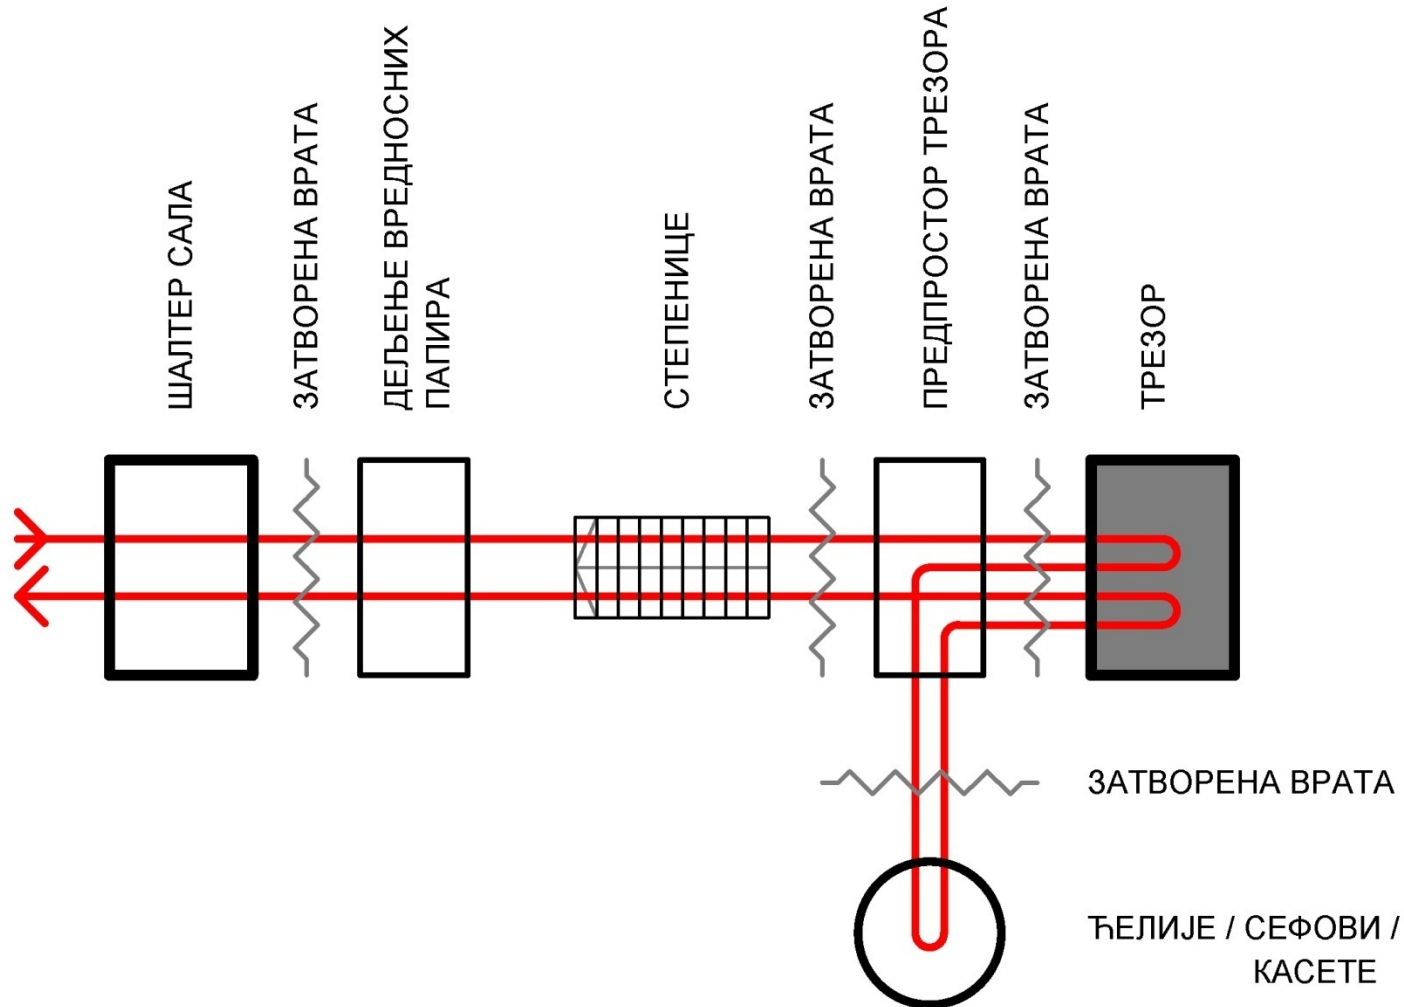 ШАЛТЕР САЛА
ЗАТВОРЕНА ВРАТА
ДЕЉЕЊЕ ВРЕДНОСНИХ
ПАПИРА
СТЕПЕНИЦЕ
ЗАТВОРЕНА ВРАТА
ПРЕДПРОСТОР ТРЕЗОРА
ЗАТВОРЕНА ВРАТА
ТРЕЗОР
ЗАТВОРЕНА ВРАТА
ЋЕЛИЈЕ / СЕФОВИ /
КАСЕТЕ